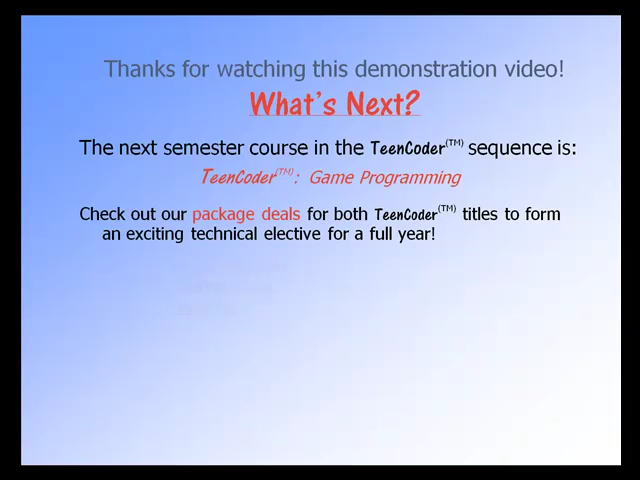 Thanks for watching this demonstration video!
What's Next?
The next semester course in the TeenCoder(TM) sequence is:
TeenCoder(TM): Game Programming
Check out our package deals for both TeenCoder(TM) titles to form
an exciting technical elective for a full year!